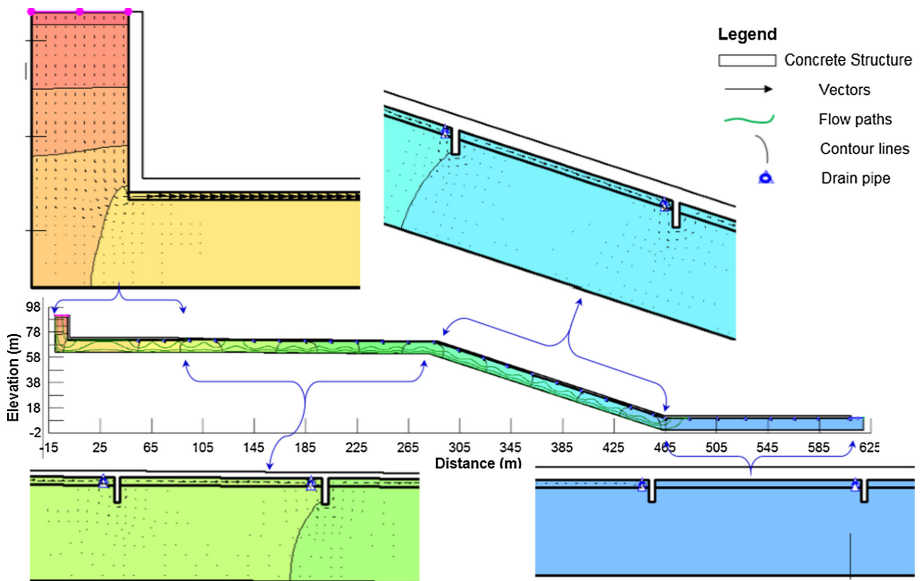 Legend
Concrete Structure
Vectors
Flow paths
Contour lines
Drain pipe
Elevation (m)
98
78
58
38
18
-2
-15 25 65 105 145 185 225 265 305 345 385 425 465 505 545 585 625
Distance (m)